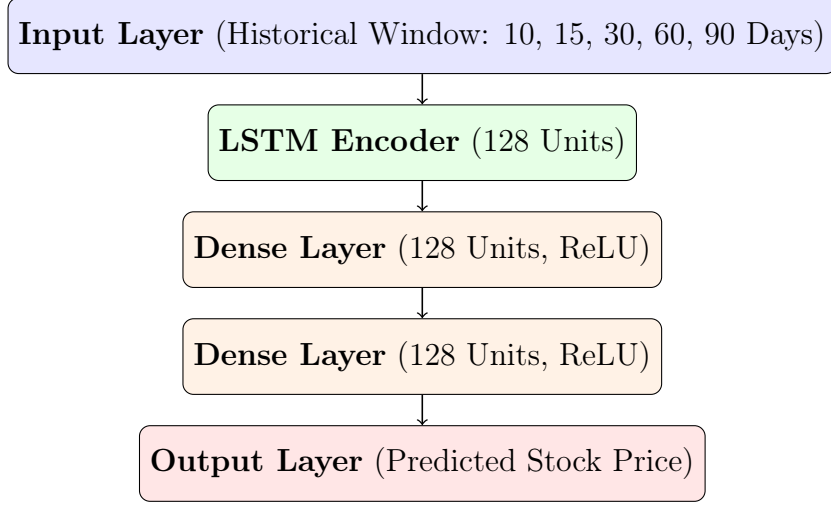 Input Layer (Historical Window: 10, 15, 30, 60, 90 Days)
LSTM Encoder (128 Units)
Dense Layer (128 Units, ReLU)
Dense Layer (128 Units, ReLU)
Output Layer (Predicted Stock Price)